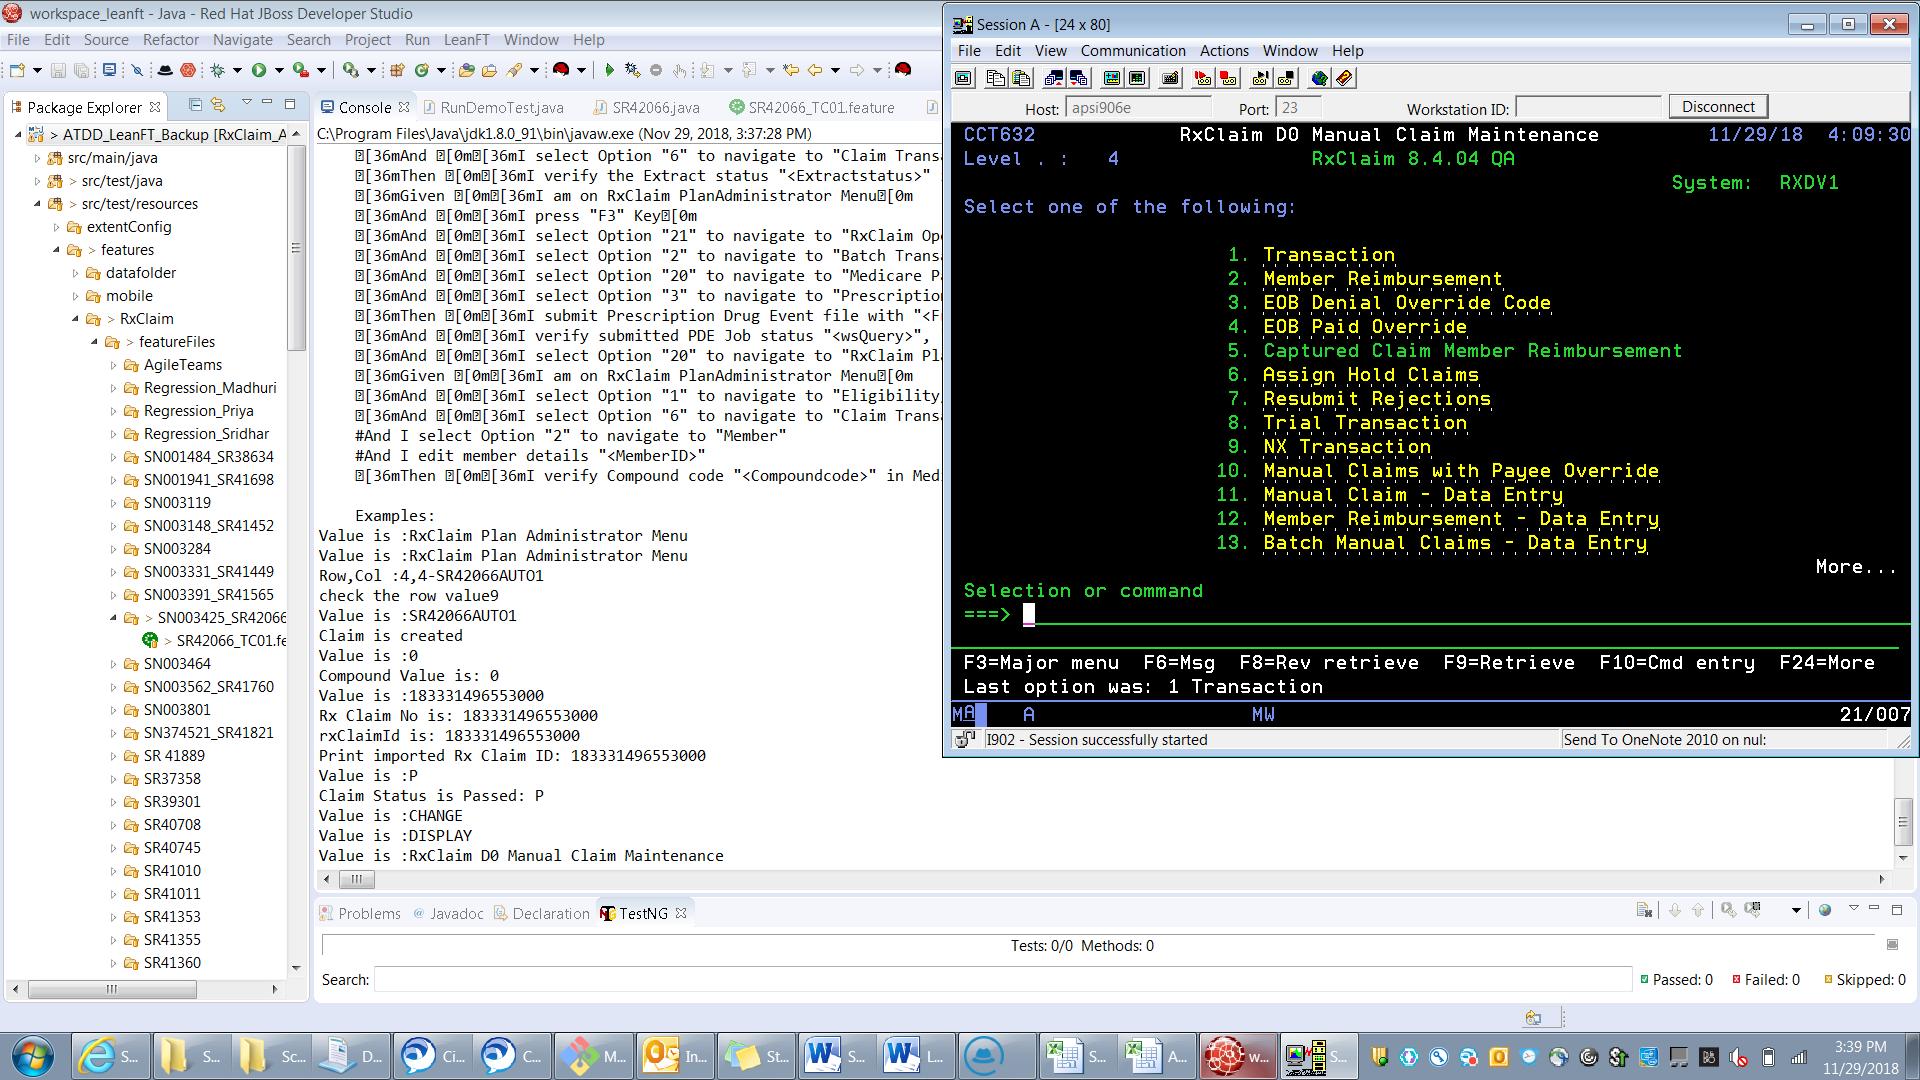 workspace_leanft - Java - Red Hat JBoss Developer Studio
File Edit Source Refactor Navigate Search Project Run LeanFT Window Help
Package Explorer
> ATDD_LeanFT_Backup [RxClaim_A
src/main/java
> src/test/java
> src/test/resources
extentConfig
> features
datafolder
mobile
> RxClaim
> featureFiles
AgileTeams
Regression_Madhuri
Regression_Priya
Regression_Sridhar
SN001484_SR38634
SN001941_SR41698
SN003119
SN003148_SR41452
SN003284
SN003331_SR41449
SN003391_SR41565
> SN003425_SR42066
> SR42066_TC01.fe
SN003464
SN003562_SR41760
SN003801
SN374521_SR41821
SR 41889
SR37358
SR39301
SR40708
SR40745
SR41010
SR41011
SR41353
SR41355
SR41360
Console RunDemoTest.java SR42066.java SR42066_TC01.feature
C:\Program Files\Java\jdk1.8.0_91\bin\javaw.exe (Nov 29, 2018, 3:37:28 PM)
[36mAnd [0m[36mI select Option "6" to navigate to "Claim Transa
[36mThen [0m[36mI verify the Extract status "<Extractstatus>"
[36mGiven [0m[36mI am on RxClaim PlanAdministrator Menu[0m
[36mAnd [0m[36mI press "F3" Key[0m
[36mAnd [0m[36mI select Option "21" to navigate to "RxClaim Ope
[36mAnd [0m[36mI select Option "2" to navigate to "Batch Transa
[36mAnd [0m[36mI select Option "20" to navigate to "Medicare Pa
[36mAnd [0m[36mI select Option "3" to navigate to "Prescription
[36mThen [0m[36mI submit Prescription Drug Event file with "<F
[36mAnd [0m[36mI verify submitted PDE Job status "<wsQuery>",
[36mAnd [0m[36mI select Option "20" to navigate to "RxClaim Pla
[36mGiven [0m[36mI am on RxClaim PlanAdministrator Menu[0m
[36mAnd [0m[36mI select Option "1" to navigate to "Eligibility,
[36mAnd [0m[36mI select Option "6" to navigate to "Claim Transa
#And I select Option "2" to navigate to "Member"
#And I edit member details "<MemberID>"
[36mThen [0m[36mI verify Compound code "<Compoundcode>" in Medi
Examples:
Value is :RxClaim Plan Administrator Menu
Value is :RxClaim Plan Administrator Menu
Row,Col :4,4-SR42066AUTO1
check the row value9
Value is :SR42066AUTO1
Claim is created
Value is :0
Compound Value is: 0
Value is :183331496553000
Rx Claim No is: 183331496553000
rxClaimId is: 183331496553000
Print imported Rx Claim ID: 183331496553000
Value is :P
Claim Status is Passed: P
Value is :CHANGE
Value is :DISPLAY
Value is :RxClaim D0 Manual Claim Maintenance
Problems @ Javadoc Declaration TestNG
Tests: 0/0 Methods: 0
Search:
Passed: 0 Failed: 0 Skipped: 0
Session A - [24 x 80]
File Edit View Communication Actions Window Help
Host: apsi906e Port: 23 Workstation ID: Disconnect
CCT632 RxClaim D0 Manual Claim Maintenance 11/29/18 4:09:30
Level . : 4 RxClaim 8.4.04 QA
System: RXDV1
Select one of the following:
1. Transaction
2. Member Reimbursement
3. EOB Denial Override Code
4. EOB Paid Override
5. Captured Claim Member Reimbursement
6. Assign Hold Claims
7. Resubmit Rejections
8. Trial Transaction
9. NX Transaction
10. Manual Claims with Payee Override
11. Manual Claim - Data Entry
12. Member Reimbursement - Data Entry
13. Batch Manual Claims - Data Entry
More...
Selection or command
===>
F3=Major menu F6=Msg F8=Rev retrieve F9=Retrieve F10=Cmd entry F24=More
Last option was: 1 Transaction
MA A MW 21/007
I902 - Session successfully started Send To OneNote 2010 on nul:
S... S... Sc... D... Ci... C... M... In... St... S... L... S... A... w... S...
3:39 PM
11/29/2018